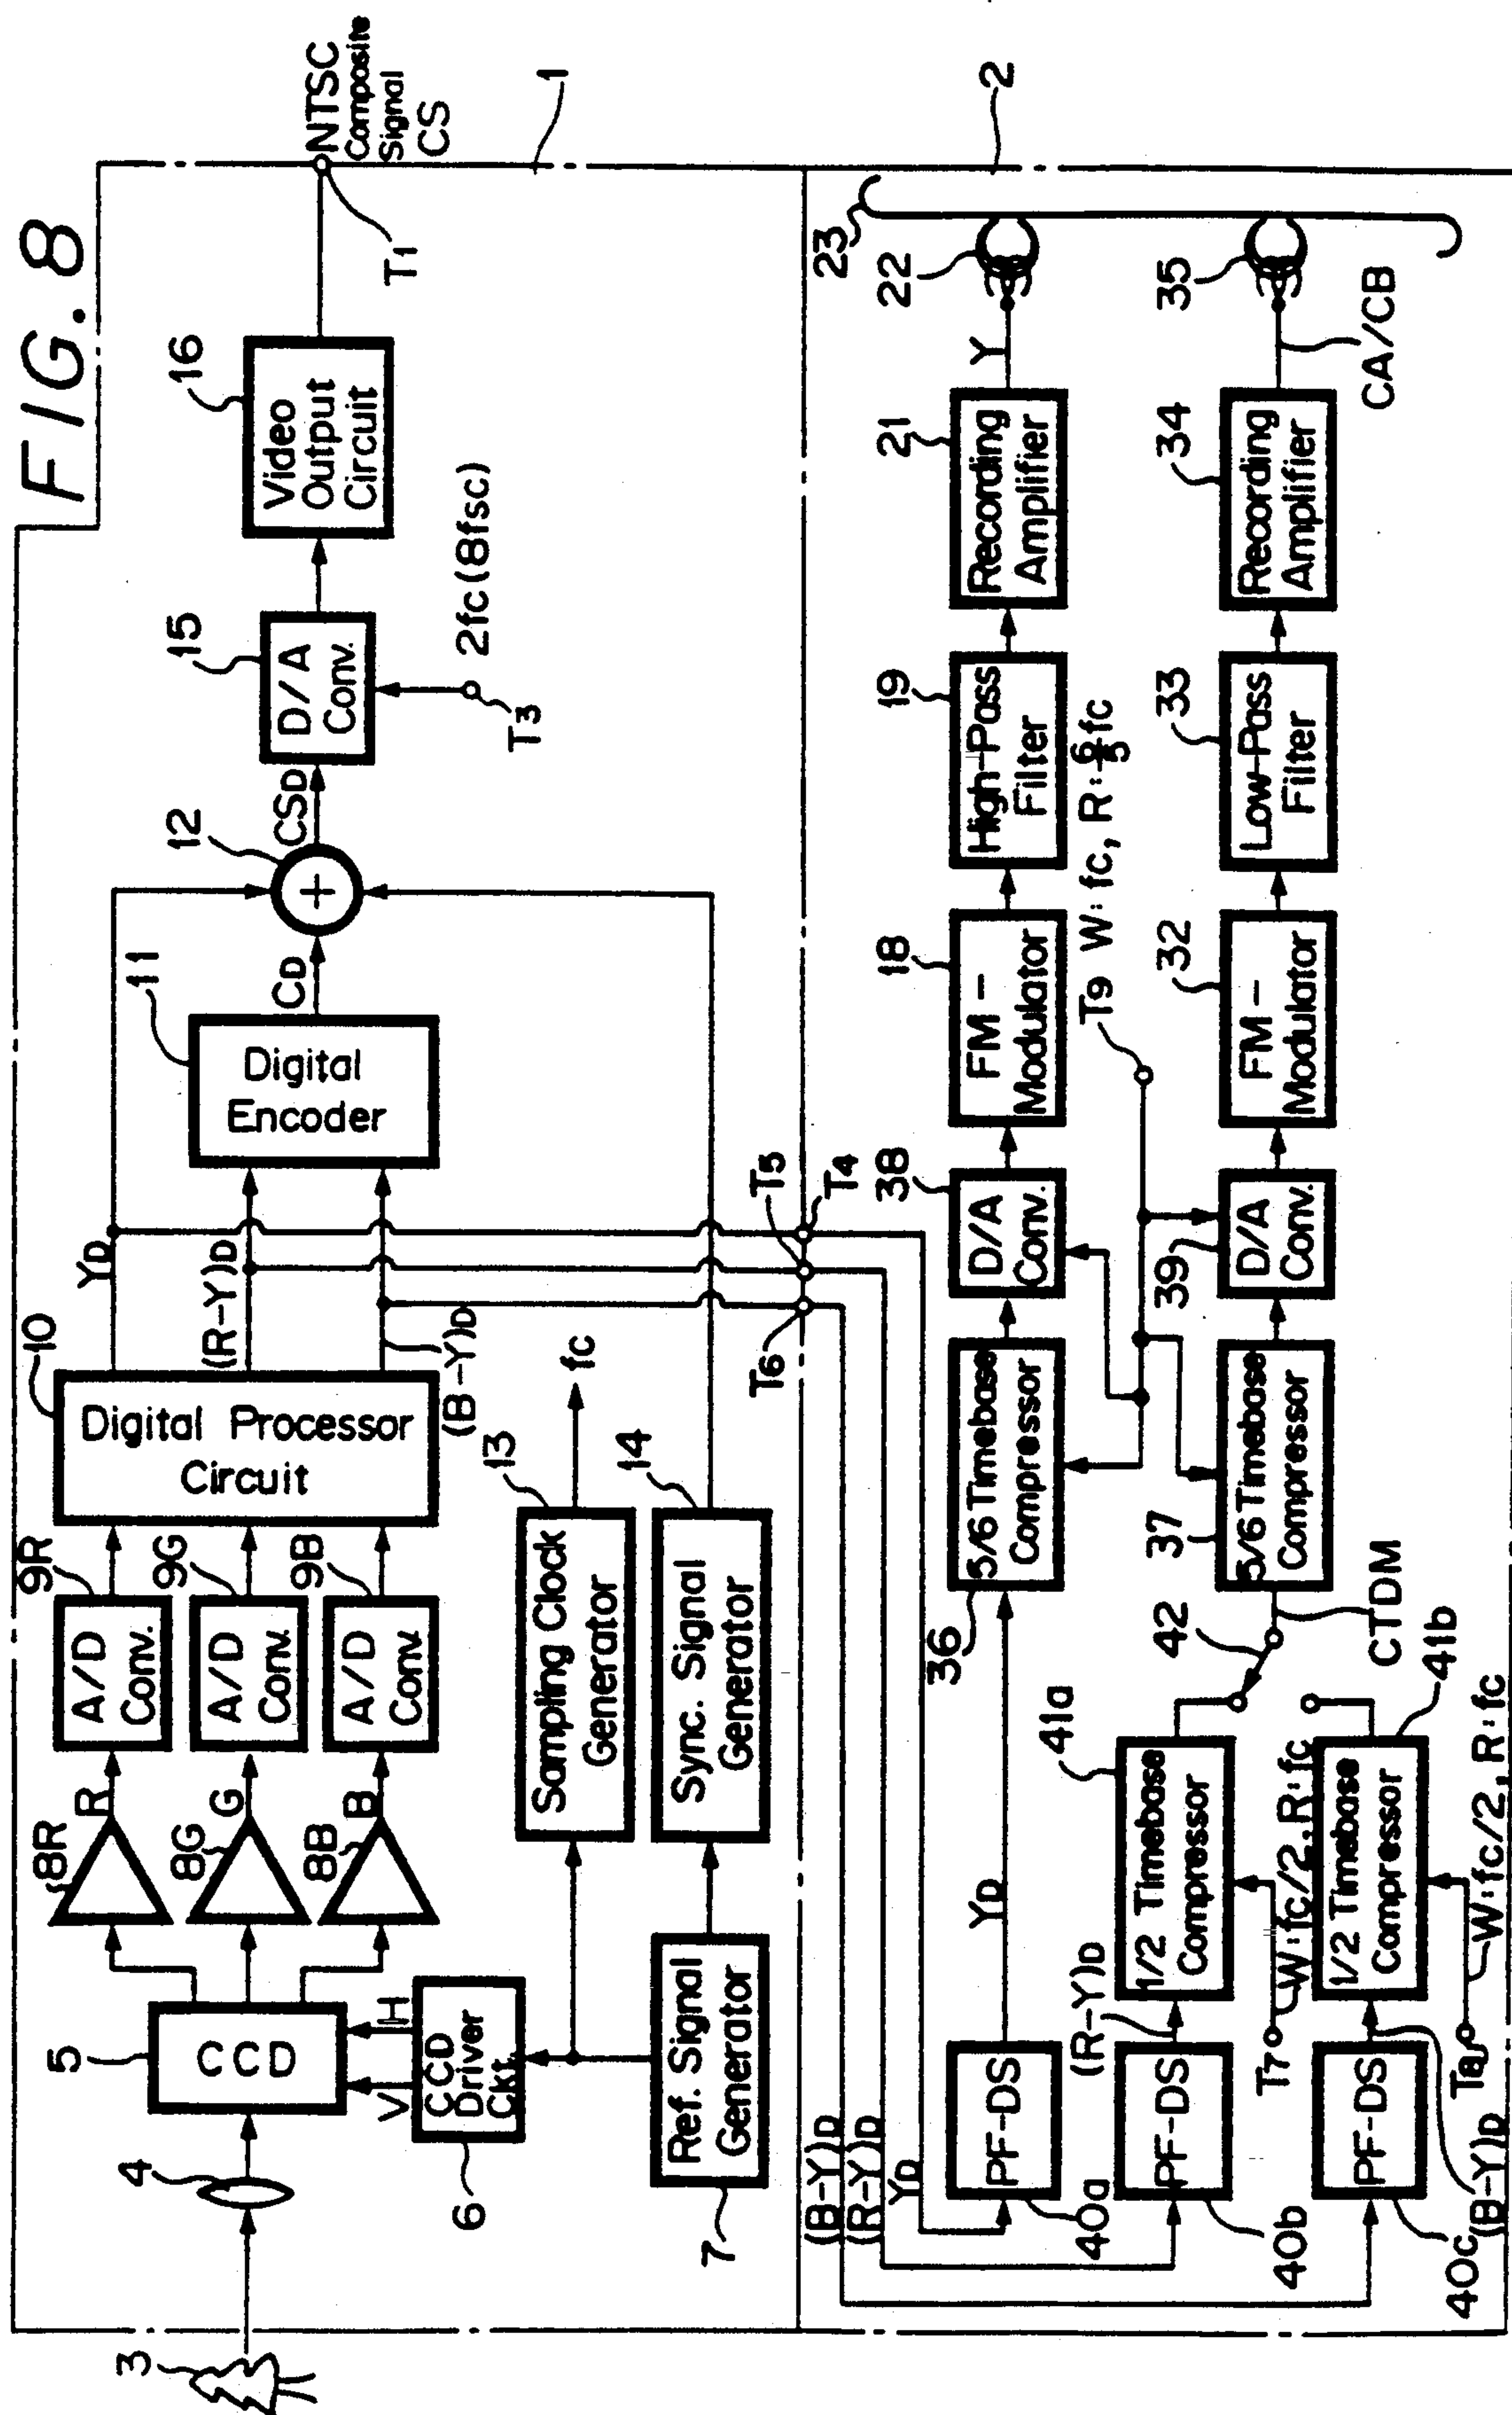 FIG. 8
3
4
5
CCD
V
H
CCD
Driver
Ckt.
6
7
Ref. Signal
Generator
8R
8G
8B
R
G
B
9R
A/D
Conv.
9G
A/D
Conv.
9B
A/D
Conv.
10
Digital Processor
Circuit
YD
(R-Y)D
(B-Y)D
11
Digital
Encoder
CD
12
+
CSD
15
D/A
Conv.
2fc(8fsc)
T3
16
Video
Output
Circuit
T1
NTSC
Composite
Signal
CS
1
13
Sampling Clock
Generator
fc
14
Sync. Signal
Generator
T6
T5
T4
(B-Y)D
(R-Y)D
YD
PF-DS
40a
YD
36
5/6 Timebase
Compressor
38
D/A
Conv.
18
FM-
Modulator
19
High-Pass
Filter
21
Recording
Amplifier
Y
22
23
2
T9 W:fc, R:6/5fc
PF-DS
40b
(R-Y)D
41a
1/2 Timebase
Compressor
T7
W:fc/2, R:fc
PF-DS
40c
(B-Y)D
1/2 Timebase
Compressor
41b
T8
W:fc/2, R:fc
42
CTDM
37
5/6 Timebase
Compressor
39
D/A
Conv.
32
FM-
Modulator
33
Low-Pass
Filter
34
Recording
Amplifier
CA/CB
35